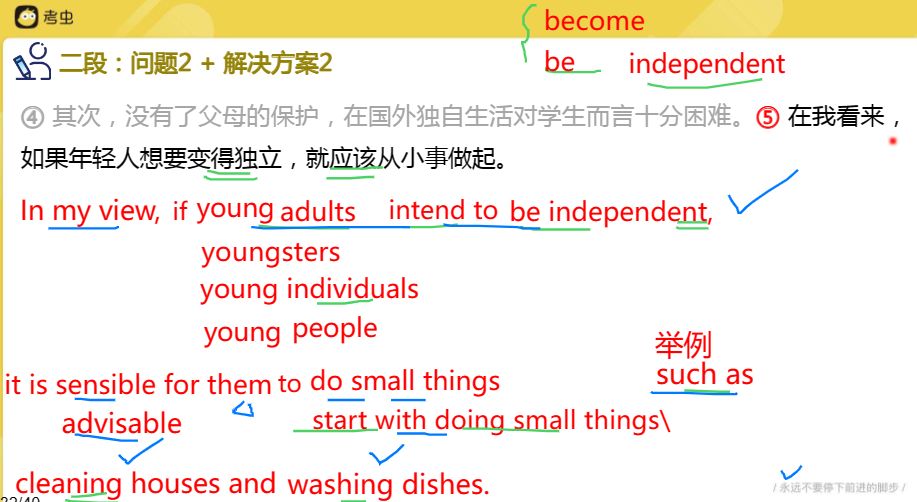 考虫
become
be independent
二段：问题2 + 解决方案2
④ 其次，没有了父母的保护，在国外独自生活对学生而言十分困难。⑤ 在我看来，
如果年轻人想要变得独立，就应该从小事做起。
In my view, if young adults intend to be independent,
youngsters
young individuals
young people
举例
it is sensible for them to do small things such as
advisable start with doing small things\
cleaning houses and washing dishes.
/ 永远不要停下前进的脚步 /